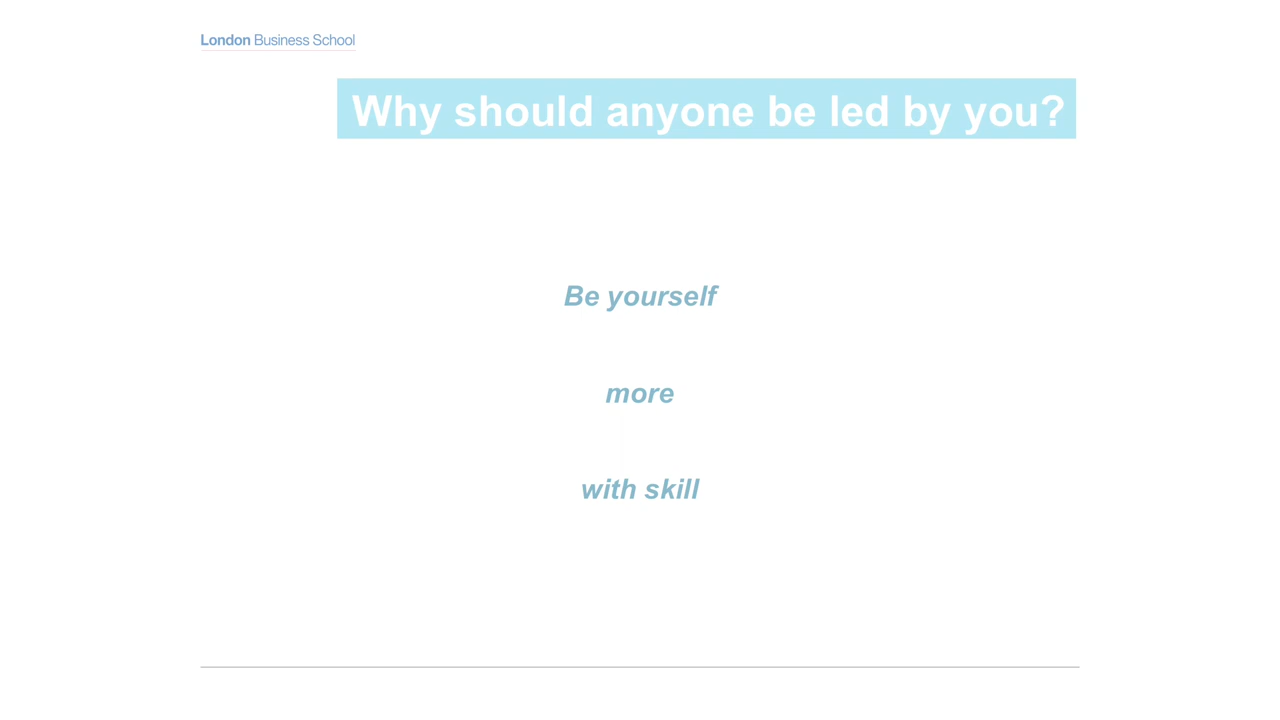 London Business School
Why should anyone be led by you?
Be yourself
more
with skill